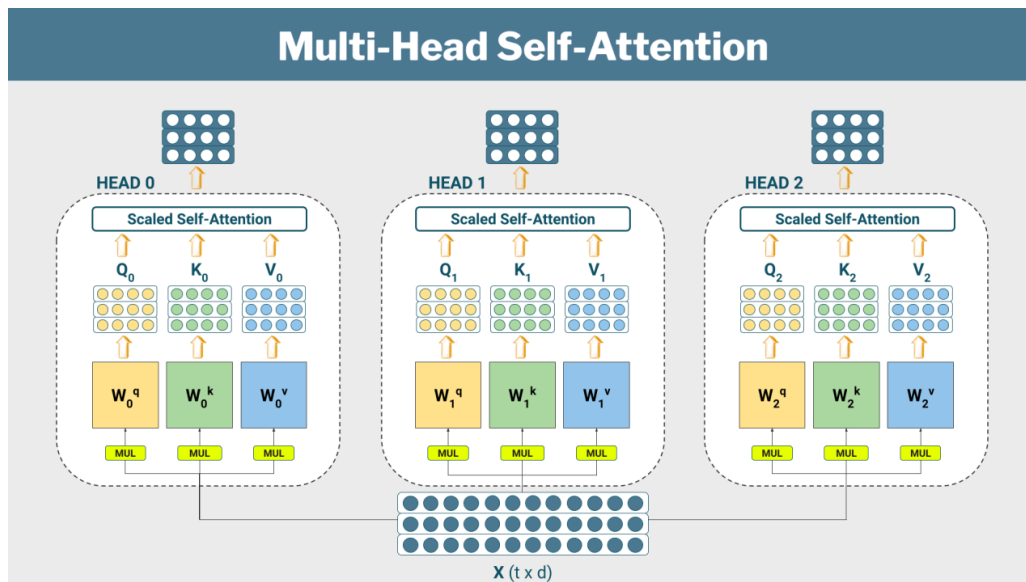 Multi-Head Self-Attention
HEAD 0
HEAD 1
HEAD 2
Scaled Self-Attention
Scaled Self-Attention
Scaled Self-Attention
Q₀ K₀ V₀
Q₁ K₁ V₁
Q₂ K₂ V₂
W₀q W₀k W₀v
W₁q W₁k W₁v
W₂q W₂k W₂v
MUL MUL MUL
MUL MUL MUL
MUL MUL MUL
X (t x d)